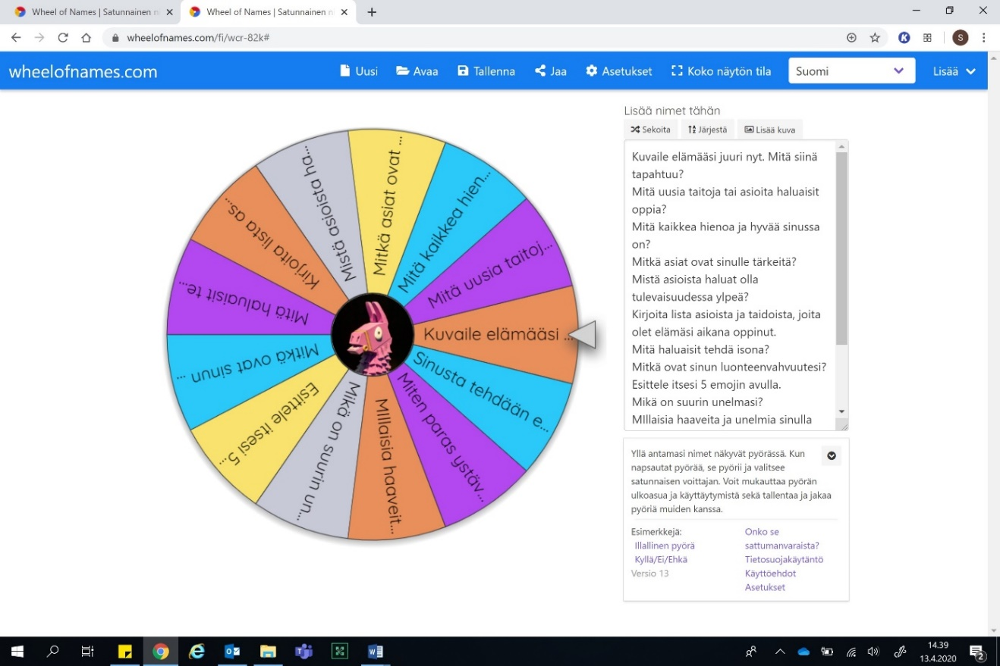 Wheel of Names | Satunnainen n
Wheel of Names | Satunnainen n
wheelofnames.com/fi/wcr-82k#
S
wheelofnames.com
Uusi
Avaa
Tallenna
Jaa
Asetukset
Koko näytön tila
Suomi
Lisää
Mitkä asiat ovat ...
Mitä kaikkea hien...
Mitä uusia taitoj...
Kuvaile elämääsi ...
Sinusta tehdään e...
Miten paras ystäv...
MIllaisia haaveit...
Mikä on suurin un...
Esittele itsesi 5 ...
Mitkä ovat sinun ...
Mitä haluaisit te...
Kirjoita lista as...
Mistä asioista ha...
Lisää nimet tähän
Sekoita
Järjestä
Lisää kuva
Kuvaile elämääsi juuri nyt. Mitä siinä
tapahtuu?
Mitä uusia taitoja tai asioita haluaisit
oppia?
Mitä kaikkea hienoa ja hyvää sinussa
on?
Mitkä asiat ovat sinulle tärkeitä?
Mistä asioista haluat olla
tulevaisuudessa ylpeä?
Kirjoita lista asioista ja taidoista, joita
olet elämäsi aikana oppinut.
Mitä haluaisit tehdä isona?
Mitkä ovat sinun luonteenvahvuutesi?
Esittele itsesi 5 emojin avulla.
Mikä on suurin unelmasi?
MIllaisia haaveita ja unelmia sinulla
Yllä antamasi nimet näkyvät pyörässä. Kun
napsautat pyörää, se pyörii ja valitsee
satunnaisen voittajan. Voit mukauttaa pyörän
ulkoasua ja käyttäytymistä sekä tallentaa ja jakaa
pyöriä muiden kanssa.
Esimerkkejä:
Illallinen pyörä
Kyllä/Ei/Ehkä
Versio 13
Onko se
sattumanvaraista?
Tietosuojakäytäntö
Käyttöehdot
Asetukset
14.39
13.4.2020
2